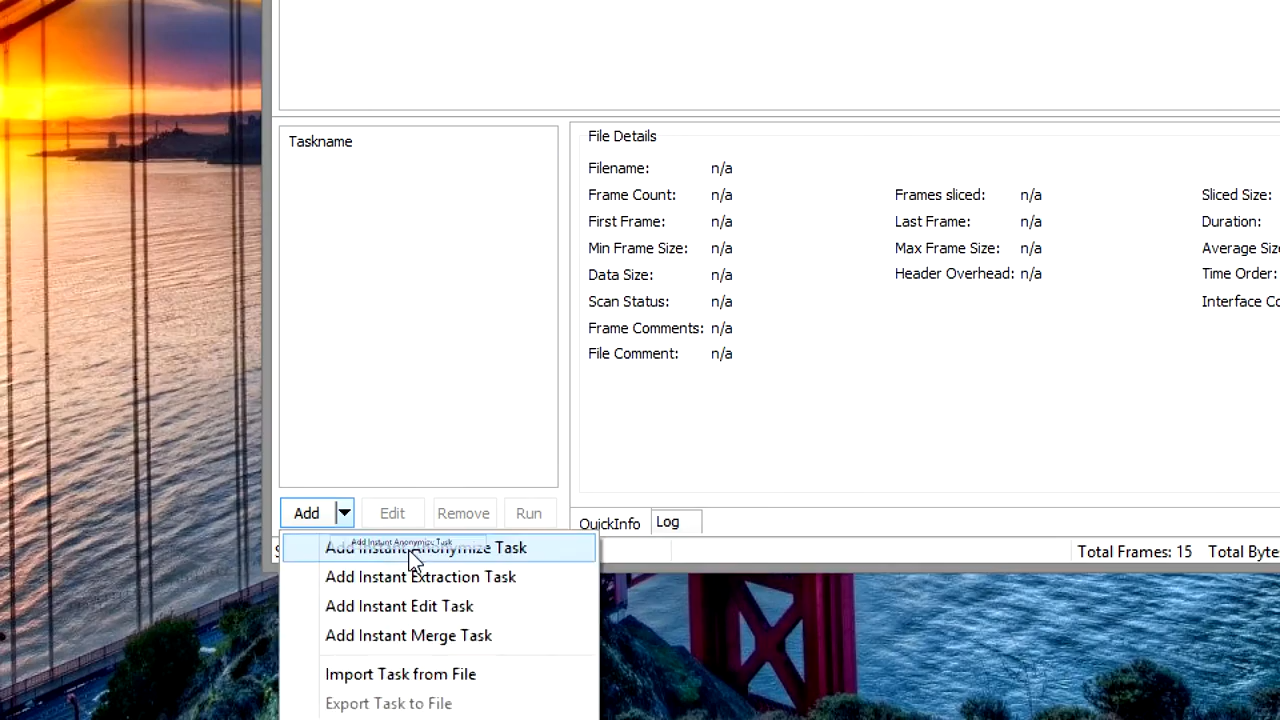 Taskname
File Details
Filename: n/a
Frame Count: n/a Frames sliced: n/a Sliced Size:
First Frame: n/a Last Frame: n/a Duration:
Min Frame Size: n/a Max Frame Size: n/a Average Size
Data Size: n/a Header Overhead: n/a Time Order:
Scan Status: n/a Interface Co
Frame Comments: n/a
File Comment: n/a
Add Edit Remove Run
QuickInfo Log
Total Frames: 15 Total Byte
Add Instant Anonymize Task
Add Instant Anonymize Task
Add Instant Extraction Task
Add Instant Edit Task
Add Instant Merge Task
Import Task from File
Export Task to File